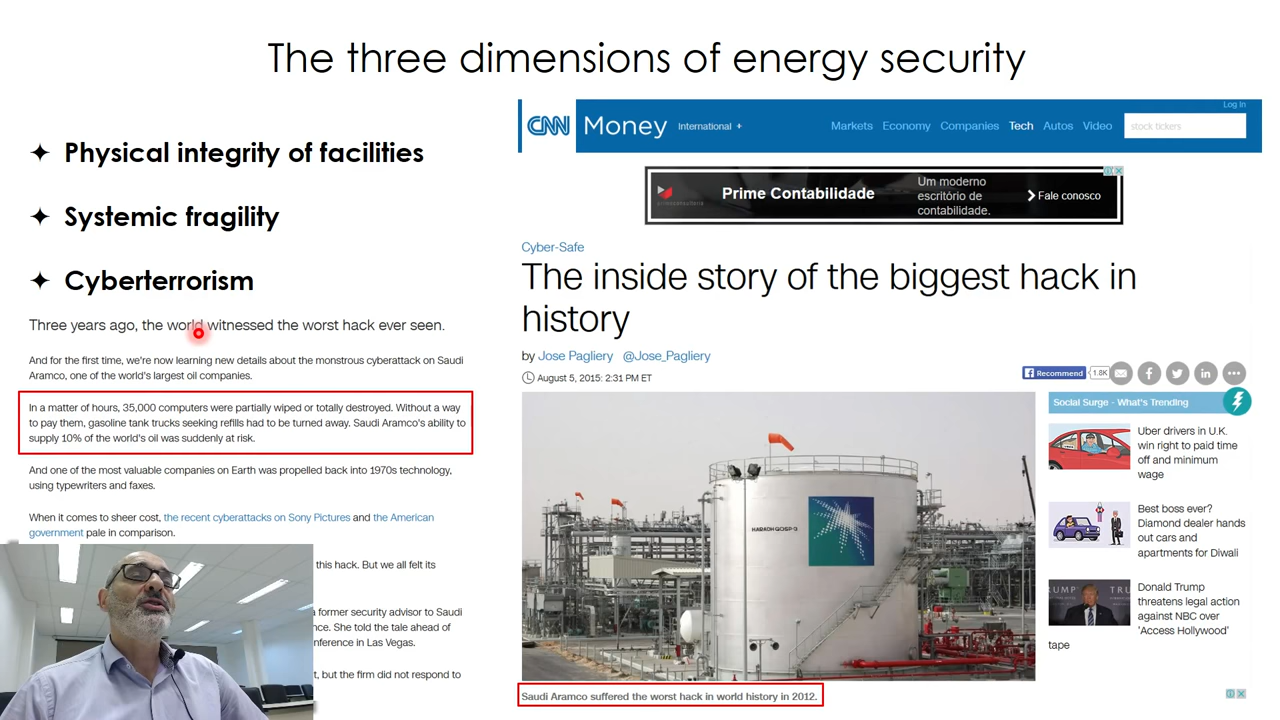 The three dimensions of energy security
✦ Physical integrity of facilities
✦ Systemic fragility
✦ Cyberterrorism
Three years ago, the world witnessed the worst hack ever seen.
And for the first time, we're now learning new details about the monstrous cyberattack on Saudi
Aramco, one of the world's largest oil companies.
In a matter of hours, 35,000 computers were partially wiped or totally destroyed. Without a way
to pay them, gasoline tank trucks seeking refills had to be turned away. Saudi Aramco's ability to
supply 10% of the world's oil was suddenly at risk.
And one of the most valuable companies on Earth was propelled back into 1970s technology,
using typewriters and faxes.
When it comes to sheer cost, the recent cyberattacks on Sony Pictures and the American
government pale in comparison.
this hack. But we all felt its
a former security advisor to Saudi
nce. She told the tale ahead of
nference in Las Vegas.
t, but the firm did not respond to
Log In
CNN Money International + Markets Economy Companies Tech Autos Video stock tickers
Prime Contabilidade
Um moderno
escritório de
contabilidade.
Fale conosco
Cyber-Safe
The inside story of the biggest hack in
history
by Jose Pagliery @Jose_Pagliery
August 5, 2015: 2:31 PM ET
Recommend 1.8K
Social Surge - What's Trending
Uber drivers in U.K.
win right to paid time
off and minimum
wage
Best boss ever?
Diamond dealer hands
out cars and
apartments for Diwali
Donald Trump
threatens legal action
against NBC over
'Access Hollywood'
tape
Saudi Aramco suffered the worst hack in world history in 2012.